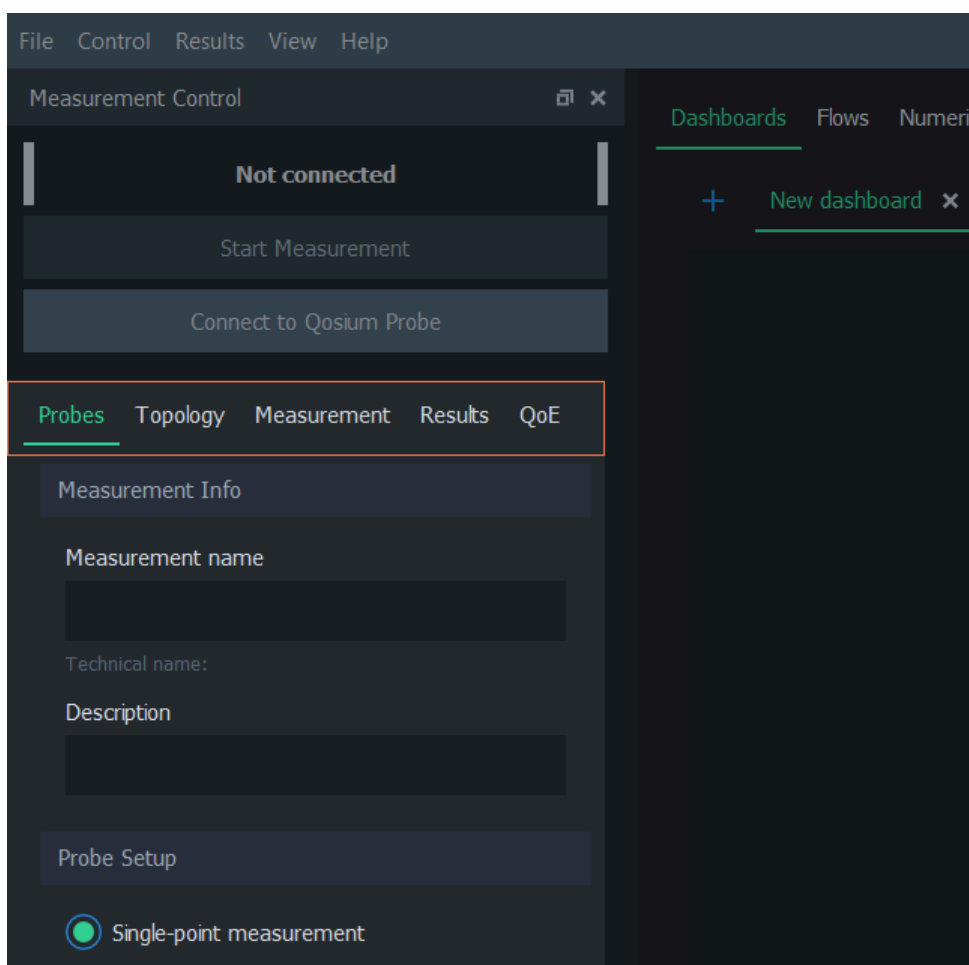 File Control Results View Help
Measurement Control
Dashboards Flows Numeri
Not connected
New dashboard
Start Measurement
Connect to Qosium Probe
Probes Topology Measurement Results QoE
Measurement Info
Measurement name
Technical name:
Description
Probe Setup
Single-point measurement